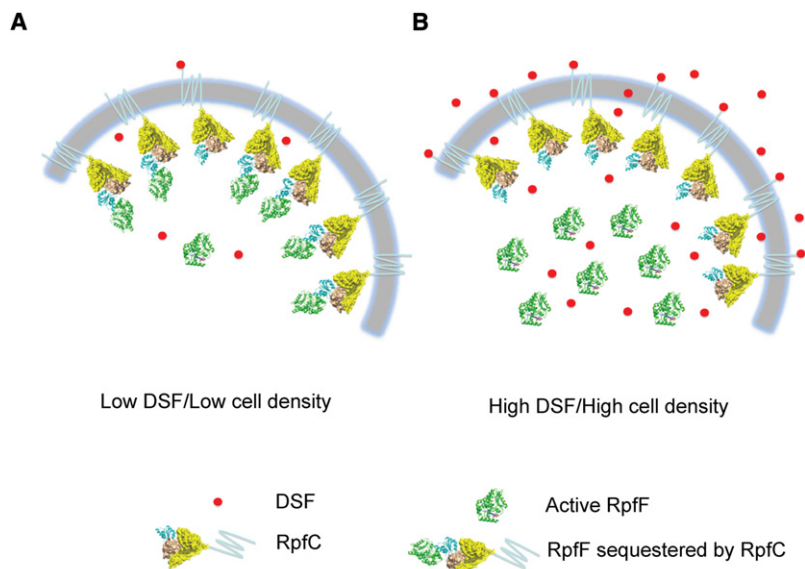 A
B
Low DSF/Low cell density
High DSF/High cell density
DSF
Active RpfF
RpfC
RpfF sequestered by RpfC